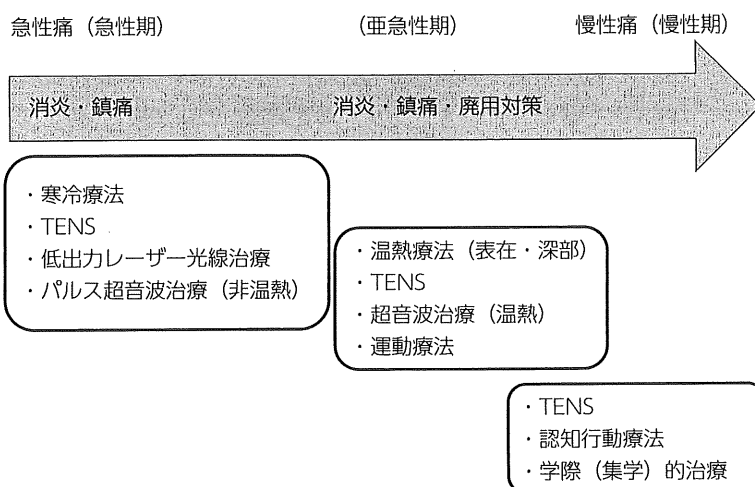 急性痛（急性期）
（亜急性期）
慢性痛（慢性期）
消炎・鎮痛
消炎・鎮痛・廃用対策
・寒冷療法
・TENS
・低出力レーザー光線治療
・パルス超音波治療（非温熱）
・温熱療法（表在・深部）
・TENS
・超音波治療（温熱）
・運動療法
・TENS
・認知行動療法
・学際（集学）的治療